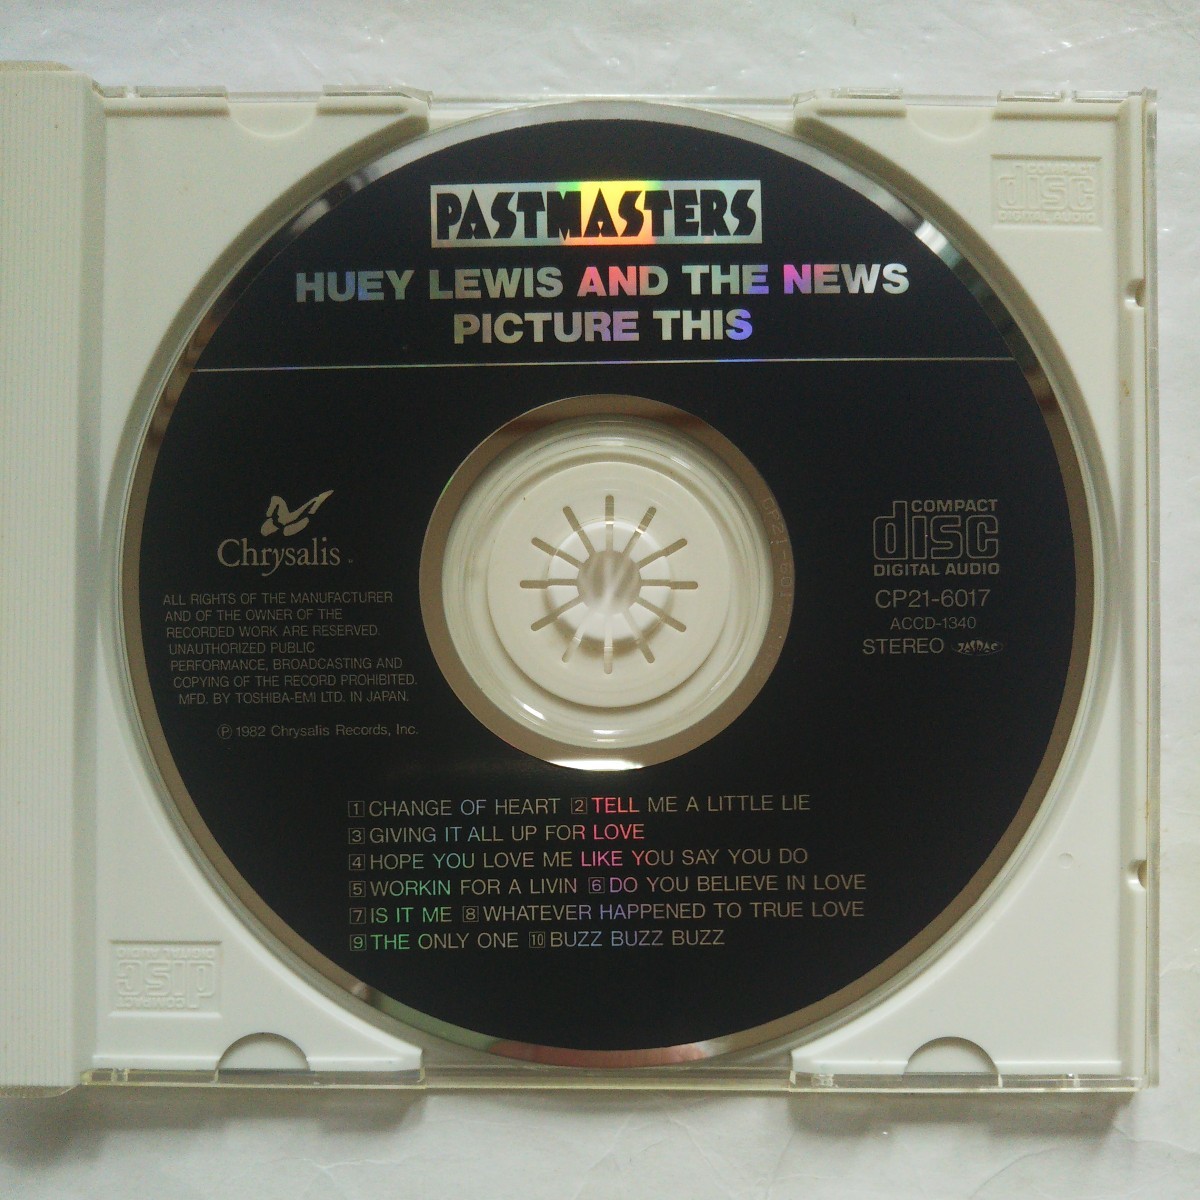 PASTMASTERS
HUEY LEWIS AND THE NEWS
PICTURE THIS
COMPACT
disc
DIGITAL AUDIO
Chrysalis
ALL RIGHTS OF THE MANUFACTURER
AND OF THE OWNER OF THE
RECORDED WORK ARE RESERVED.
UNAUTHORIZED PUBLIC
PERFORMANCE, BROADCASTING AND
COPYING OF THE RECORD PROHIBITED.
MFD. BY TOSHIBA-EMI LTD. IN JAPAN.
Ⓟ 1982 Chrysalis Records, Inc.
COMPACT
disc
DIGITAL AUDIO
CP21-6017
ACCD-1340
STEREO JASRAC
1 CHANGE OF HEART 2 TELL ME A LITTLE LIE
3 GIVING IT ALL UP FOR LOVE
4 HOPE YOU LOVE ME LIKE YOU SAY YOU DO
5 WORKIN FOR A LIVIN 6 DO YOU BELIEVE IN LOVE
7 IS IT ME 8 WHATEVER HAPPENED TO TRUE LOVE
9 THE ONLY ONE 10 BUZZ BUZZ BUZZ
COMPACT
disc
DIGITAL AUDIO